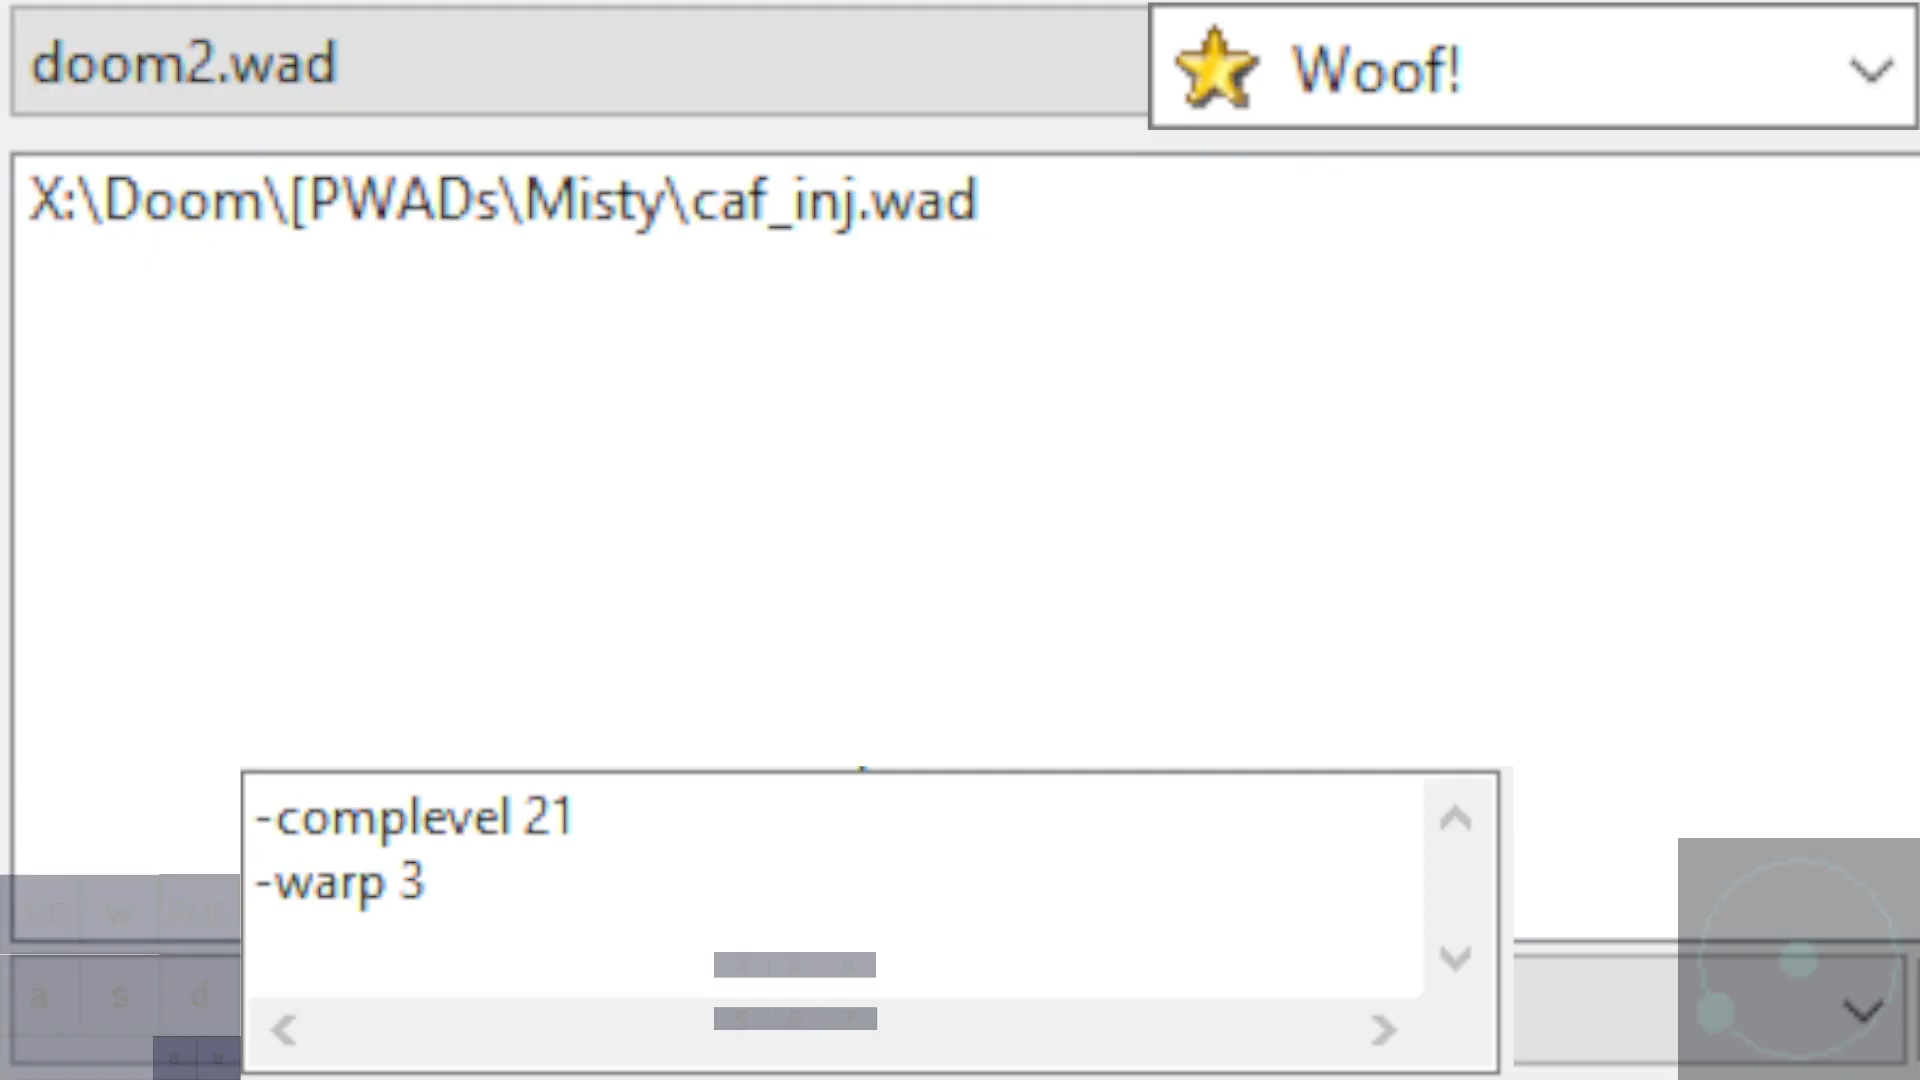 doom2.wad
Woof!
X:\Doom\[PWADs\Misty\caf_inj.wad
-complevel 21
-warp 3
w
a s d